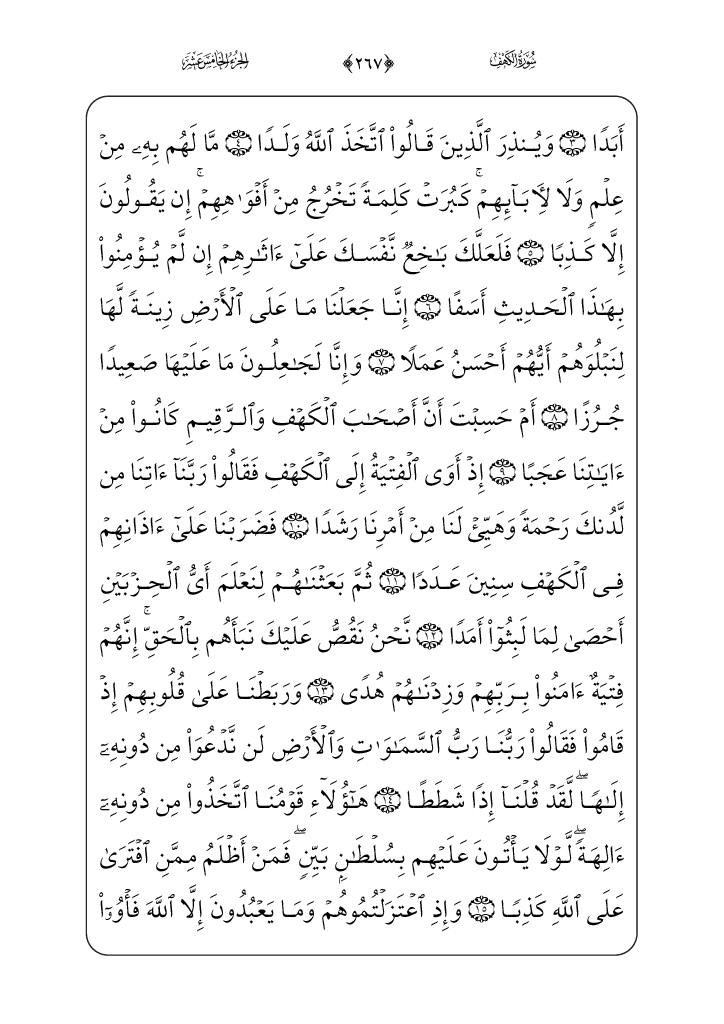 سُورَةُ الكَهْفِ ﴿٢٦٧﴾ الجُزْءُ الخَامِسَ عَشَرَ
أَبَدٗا ٣ وَيُنذِرَ ٱلَّذِينَ قَالُواْ ٱتَّخَذَ ٱللَّهُ وَلَدٗا ٤ مَّا لَهُم بِهِۦ مِنۡ
عِلۡمٖ وَلَا لِأٓبَآئِهِمۡۚ كَبُرَتۡ كَلِمَةٗ تَخۡرُجُ مِنۡ أَفۡوَٰهِهِمۡۚ إِن يَقُولُونَ
إِلَّا كَذِبٗا ٥ فَلَعَلَّكَ بَٰخِعٞ نَّفۡسَكَ عَلَىٰٓ ءَاثَٰرِهِمۡ إِن لَّمۡ يُؤۡمِنُواْ
بِهَٰذَا ٱلۡحَدِيثِ أَسَفًا ٦ إِنَّا جَعَلۡنَا مَا عَلَى ٱلۡأَرۡضِ زِينَةٗ لَّهَا
لِنَبۡلُوَهُمۡ أَيُّهُمۡ أَحۡسَنُ عَمَلٗا ٧ وَإِنَّا لَجَٰعِلُونَ مَا عَلَيۡهَا صَعِيدٗا
جُرُزًا ٨ أَمۡ حَسِبۡتَ أَنَّ أَصۡحَٰبَ ٱلۡكَهۡفِ وَٱلرَّقِيمِ كَانُواْ مِنۡ
ءَايَٰتِنَا عَجَبًا ٩ إِذۡ أَوَى ٱلۡفِتۡيَةُ إِلَى ٱلۡكَهۡفِ فَقَالُواْ رَبَّنَآ ءَاتِنَا مِن
لَّدُنكَ رَحۡمَةٗ وَهَيِّئۡ لَنَا مِنۡ أَمۡرِنَا رَشَدٗا ١٠ فَضَرَبۡنَا عَلَىٰٓ ءَاذَانِهِمۡ
فِي ٱلۡكَهۡفِ سِنِينَ عَدَدٗا ١١ ثُمَّ بَعَثۡنَٰهُمۡ لِنَعۡلَمَ أَيُّ ٱلۡحِزۡبَيۡنِ
أَحۡصَىٰ لِمَا لَبِثُوٓاْ أَمَدٗا ١٢ نَّحۡنُ نَقُصُّ عَلَيۡكَ نَبَأَهُم بِٱلۡحَقِّۚ إِنَّهُمۡ
فِتۡيَةٌ ءَامَنُواْ بِرَبِّهِمۡ وَزِدۡنَٰهُمۡ هُدٗى ١٣ وَرَبَطۡنَا عَلَىٰ قُلُوبِهِمۡ إِذۡ
قَامُواْ فَقَالُواْ رَبُّنَا رَبُّ ٱلسَّمَٰوَٰتِ وَٱلۡأَرۡضِ لَن نَّدۡعُوَاْ مِن دُونِهِۦٓ
إِلَٰهٗاۖ لَّقَدۡ قُلۡنَآ إِذٗا شَطَطًا ١٤ هَٰٓؤُلَآءِ قَوۡمُنَا ٱتَّخَذُواْ مِن دُونِهِۦٓ
ءَالِهَةٗۖ لَّوۡلَا يَأۡتُونَ عَلَيۡهِم بِسُلۡطَٰنِۭ بَيِّنٖۖ فَمَنۡ أَظۡلَمُ مِمَّنِ ٱفۡتَرَىٰ
عَلَى ٱللَّهِ كَذِبٗا ١٥ وَإِذِ ٱعۡتَزَلۡتُمُوهُمۡ وَمَا يَعۡبُدُونَ إِلَّا ٱللَّهَ فَأۡوُۥٓاْ